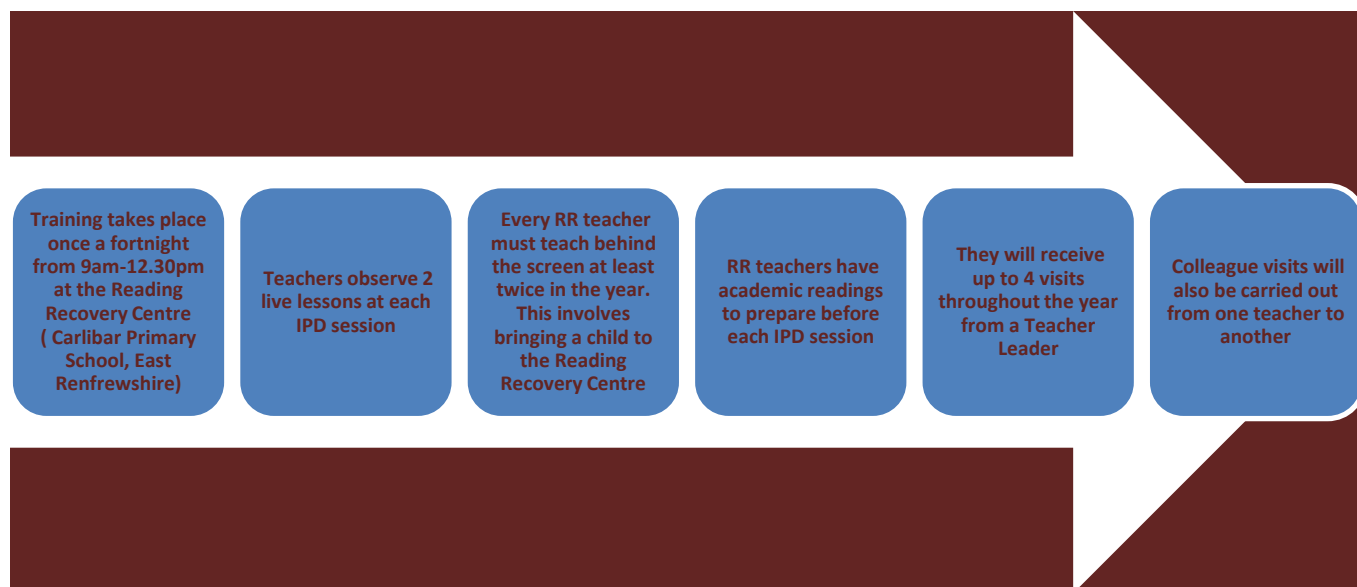 Training takes place
once a fortnight
from 9am-12.30pm
at the Reading
Recovery Centre
( Carlibar Primary
School, East
Renfrewshire)
Teachers observe 2
live lessons at each
IPD session
Every RR teacher
must teach behind
the screen at least
twice in the year.
This involves
bringing a child to
the Reading
Recovery Centre
RR teachers have
academic readings
to prepare before
each IPD session
They will receive
up to 4 visits
throughout the year
from a Teacher
Leader
Colleague visits will
also be carried out
from one teacher to
another